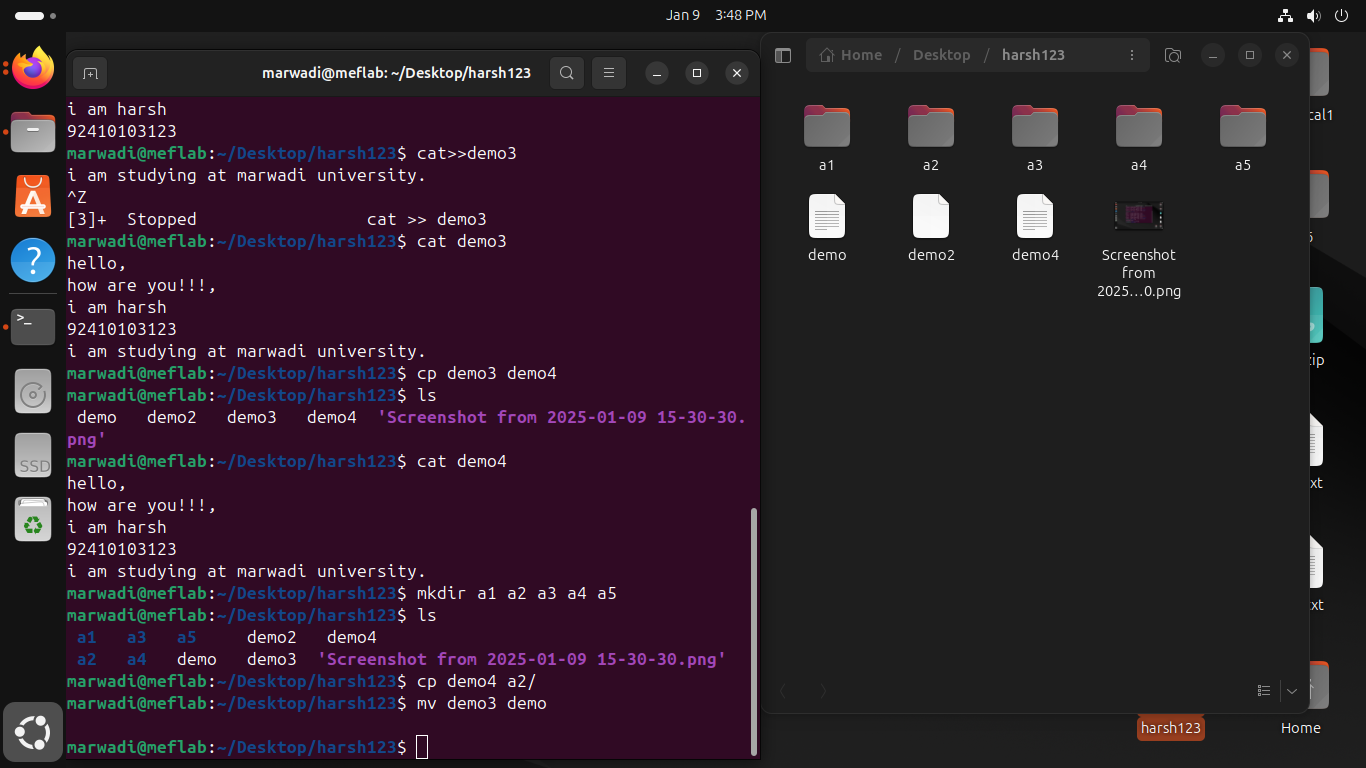 Jan 9 3:48 PM
marwadi@meflab: ~/Desktop/harsh123
i am harsh
92410103123
marwadi@meflab:~/Desktop/harsh123$ cat>>demo3
i am studying at marwadi university.
^Z
[3]+  Stopped                 cat >> demo3
marwadi@meflab:~/Desktop/harsh123$ cat demo3
hello,
how are you!!!,
i am harsh
92410103123
i am studying at marwadi university.
marwadi@meflab:~/Desktop/harsh123$ cp demo3 demo4
marwadi@meflab:~/Desktop/harsh123$ ls
 demo   demo2   demo3   demo4  'Screenshot from 2025-01-09 15-30-30.
png'
marwadi@meflab:~/Desktop/harsh123$ cat demo4
hello,
how are you!!!,
i am harsh
92410103123
i am studying at marwadi university.
marwadi@meflab:~/Desktop/harsh123$ mkdir a1 a2 a3 a4 a5
marwadi@meflab:~/Desktop/harsh123$ ls
 a1   a3   a5     demo2   demo4
 a2   a4   demo   demo3  'Screenshot from 2025-01-09 15-30-30.png'
marwadi@meflab:~/Desktop/harsh123$ cp demo4 a2/
marwadi@meflab:~/Desktop/harsh123$ mv demo3 demo
marwadi@meflab:~/Desktop/harsh123$
>_
SSD
Home / Desktop / harsh123
a1 a2 a3 a4 a5
demo demo2 demo4 Screenshot
from
2025...0.png
harsh123
Home